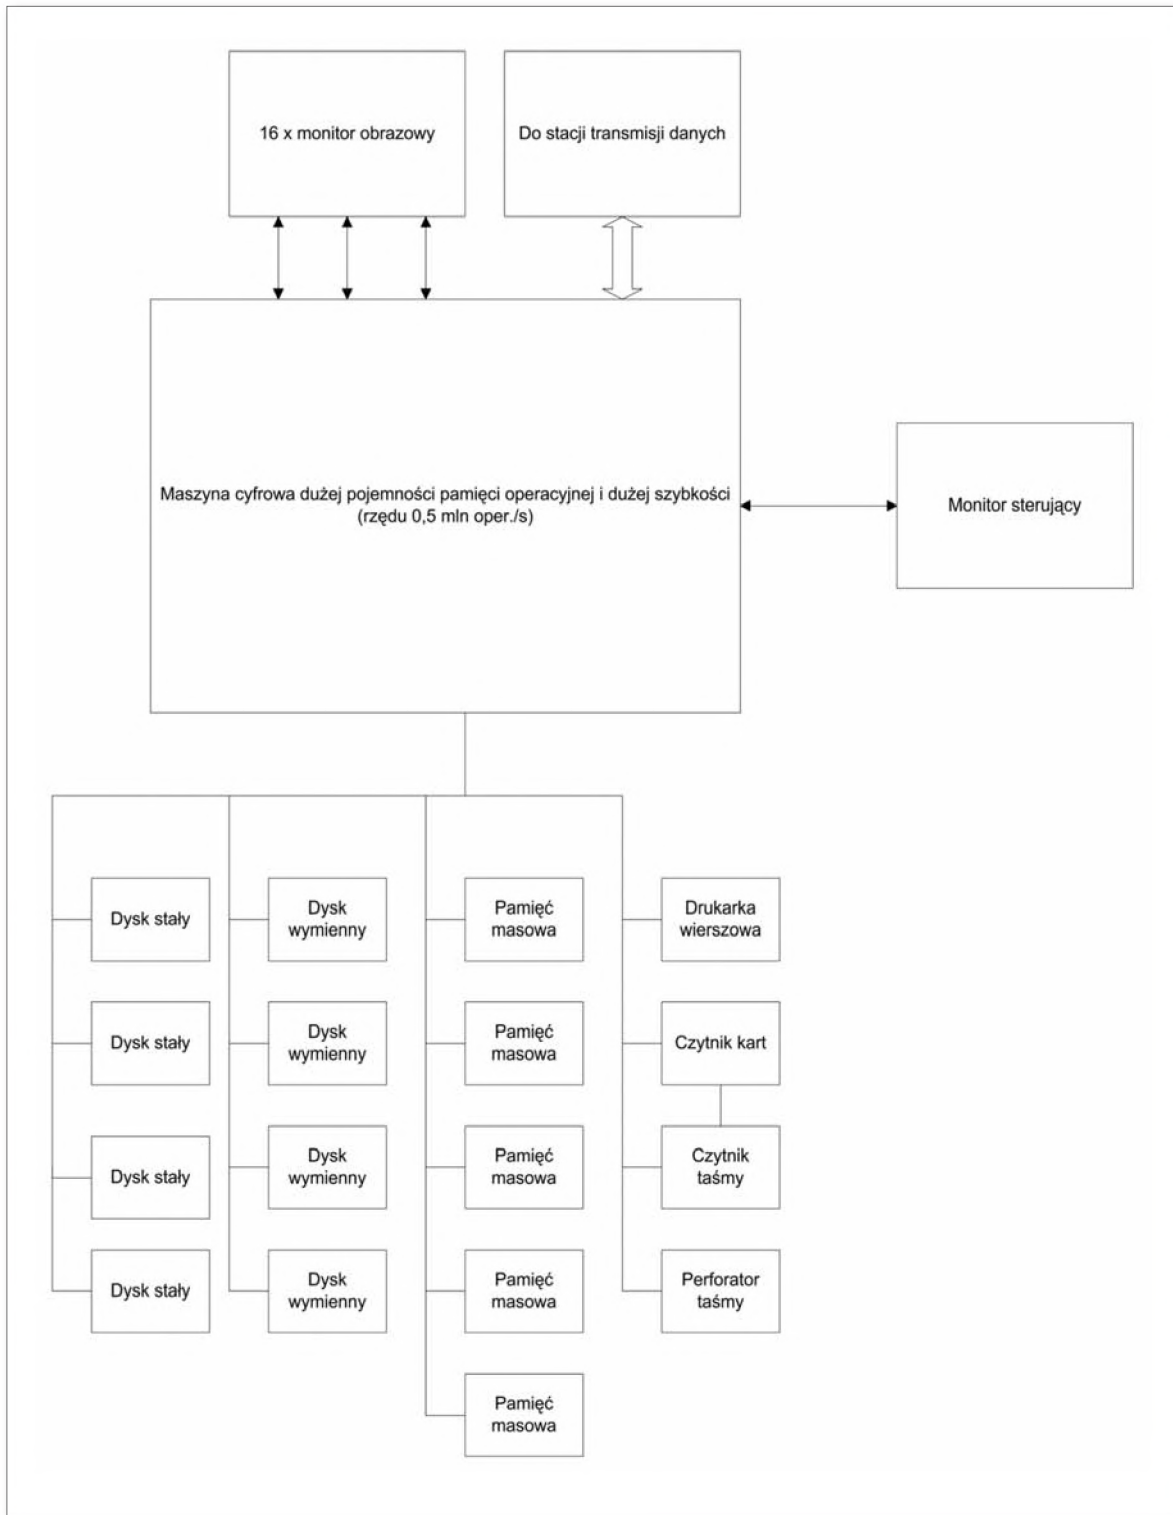 16 x monitor obrazowy
Do stacji transmisji danych
Maszyna cyfrowa dużej pojemności pamięci operacyjnej i dużej szybkości
(rzędu 0,5 mln oper./s)
Monitor sterujący
Dysk stały
Dysk
wymienny
Pamięć
masowa
Drukarka
wierszowa
Dysk stały
Dysk
wymienny
Pamięć
masowa
Czytnik kart
Dysk stały
Dysk
wymienny
Pamięć
masowa
Czytnik
taśmy
Dysk stały
Dysk
wymienny
Pamięć
masowa
Perforator
taśmy
Pamięć
masowa